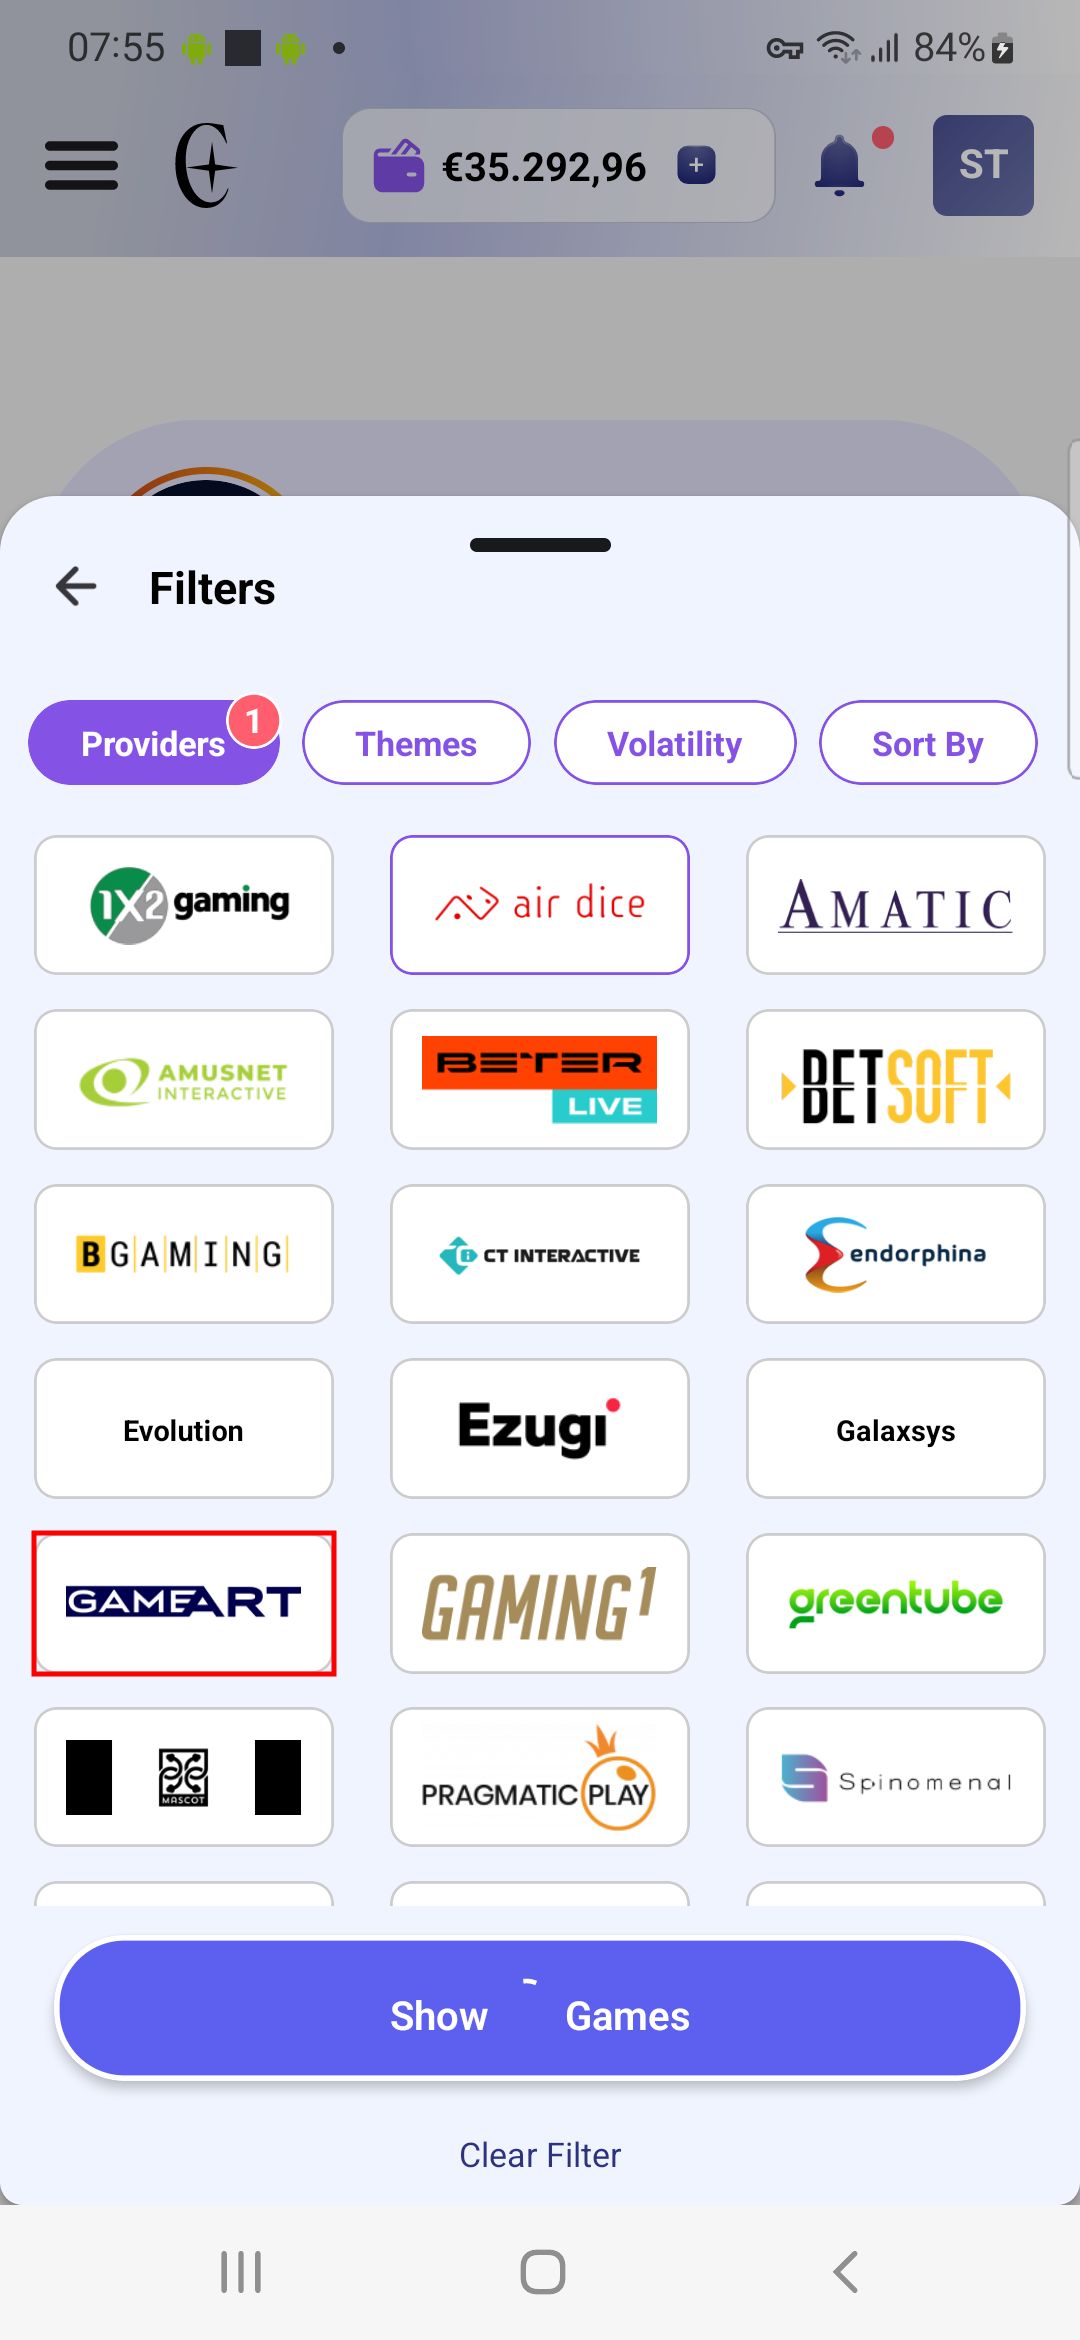 07:55 84%
€35.292,96 + ST
Filters
Providers 1 Themes Volatility Sort By
1X2 gaming air dice AMATIC
AMUSNET INTERACTIVE BETER LIVE BETSOFT
BGAMING CT INTERACTIVE endorphina
Evolution Ezugi Galaxsys
GAMEART GAMING1 greentube
MASCOT PRAGMATIC PLAY Spinomenal
Show Games
Clear Filter